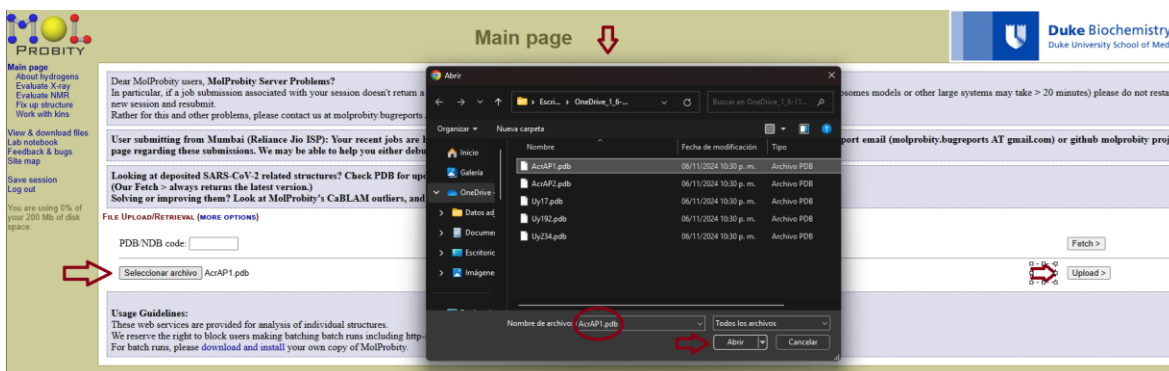 PROBITY
Main page
Duke Biochemistry
Duke University School of Med
Main page
About hydrogens
Evaluate X-ray
Evaluate NMR
Fix up structure
Work with kins
View & download files
Lab notebook
Feedback & bugs
Site map
Save session
Log out
You are using 0% of
your 200 Mb of disk
space.
Dear MolProbity users, MolProbity Server Problems?
In particular, if a job submission associated with your session doesn't return a
osomes models or other large systems may take > 20 minutes) please do not resta
new session and resubmit.
Rather for this and other problems, please contact us at molprobity.bugreports
User submitting from Mumbai (Reliance Jio ISP): Your recent jobs are
port email (molprobity.bugreports AT gmail.com) or github molprobity proj
page regarding these submissions. We may be able to help you either debu
Looking at deposited SARS-CoV-2 related structures? Check PDB for up
(Our Fetch > always returns the latest version.)
Solving or improving them? Look at MolProbity's CaBLAM outliers, and
FILE UPLOAD/RETRIEVAL (MORE OPTIONS)
PDB/NDB code:
Fetch >
Seleccionar archivo AcrAP1.pdb
Upload >
Usage Guidelines:
These web services are provided for analysis of individual structures.
We reserve the right to block users making batching batch runs including http-
For batch runs, please download and install your own copy of MolProbity.
Abrir
Escri... OneDrive_1_6-...
Buscar en OneDrive_1_6-11...
Organizar Nueva carpeta
Nombre Fecha de modificación Tipo
Inicio
Galería
OneDrive -
Datos ad
Documer
Escritoric
Imágene
AcrAP1.pdb 06/11/2024 10:30 p. m. Archivo PDB
AcrAP2.pdb 06/11/2024 10:30 p. m. Archivo PDB
Uy17.pdb 06/11/2024 10:30 p. m. Archivo PDB
Uy192.pdb 06/11/2024 10:30 p. m. Archivo PDB
Uy234.pdb 06/11/2024 10:30 p. m. Archivo PDB
Nombre de archivo: AcrAP1.pdb
Todos los archivos
Abrir Cancelar